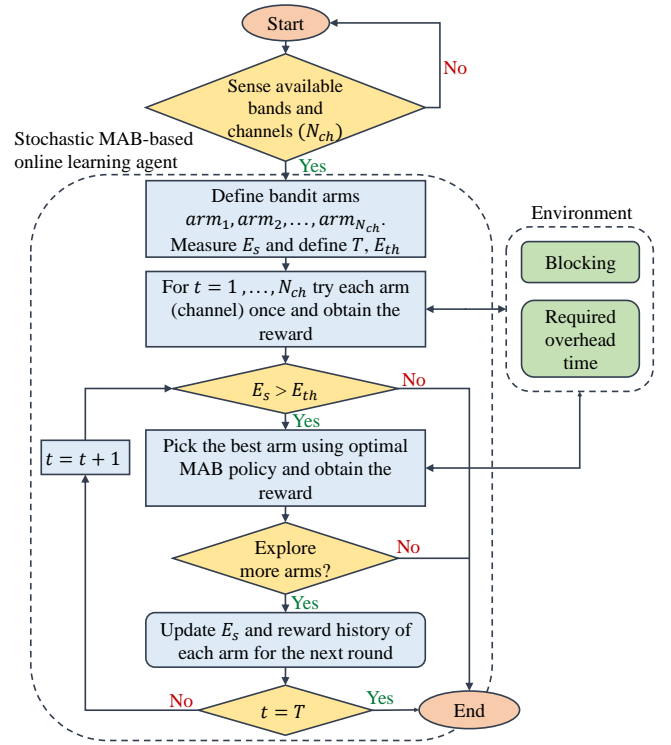 Start
No
Sense available
bands and
channels (N_ch)
Stochastic MAB-based
online learning agent
Yes
Define bandit arms
arm_1, arm_2, . . . , arm_{N_ch}.
Measure E_s and define T, E_th
Environment
Blocking
Required
overhead
time
For t = 1 , . . . , N_ch try each arm
(channel) once and obtain the
reward
E_s > E_th
No
Yes
t = t + 1
Pick the best arm using optimal
MAB policy and obtain the
reward
Explore
more arms?
No
Yes
Update E_s and reward history of
each arm for the next round
No
t = T
Yes
End